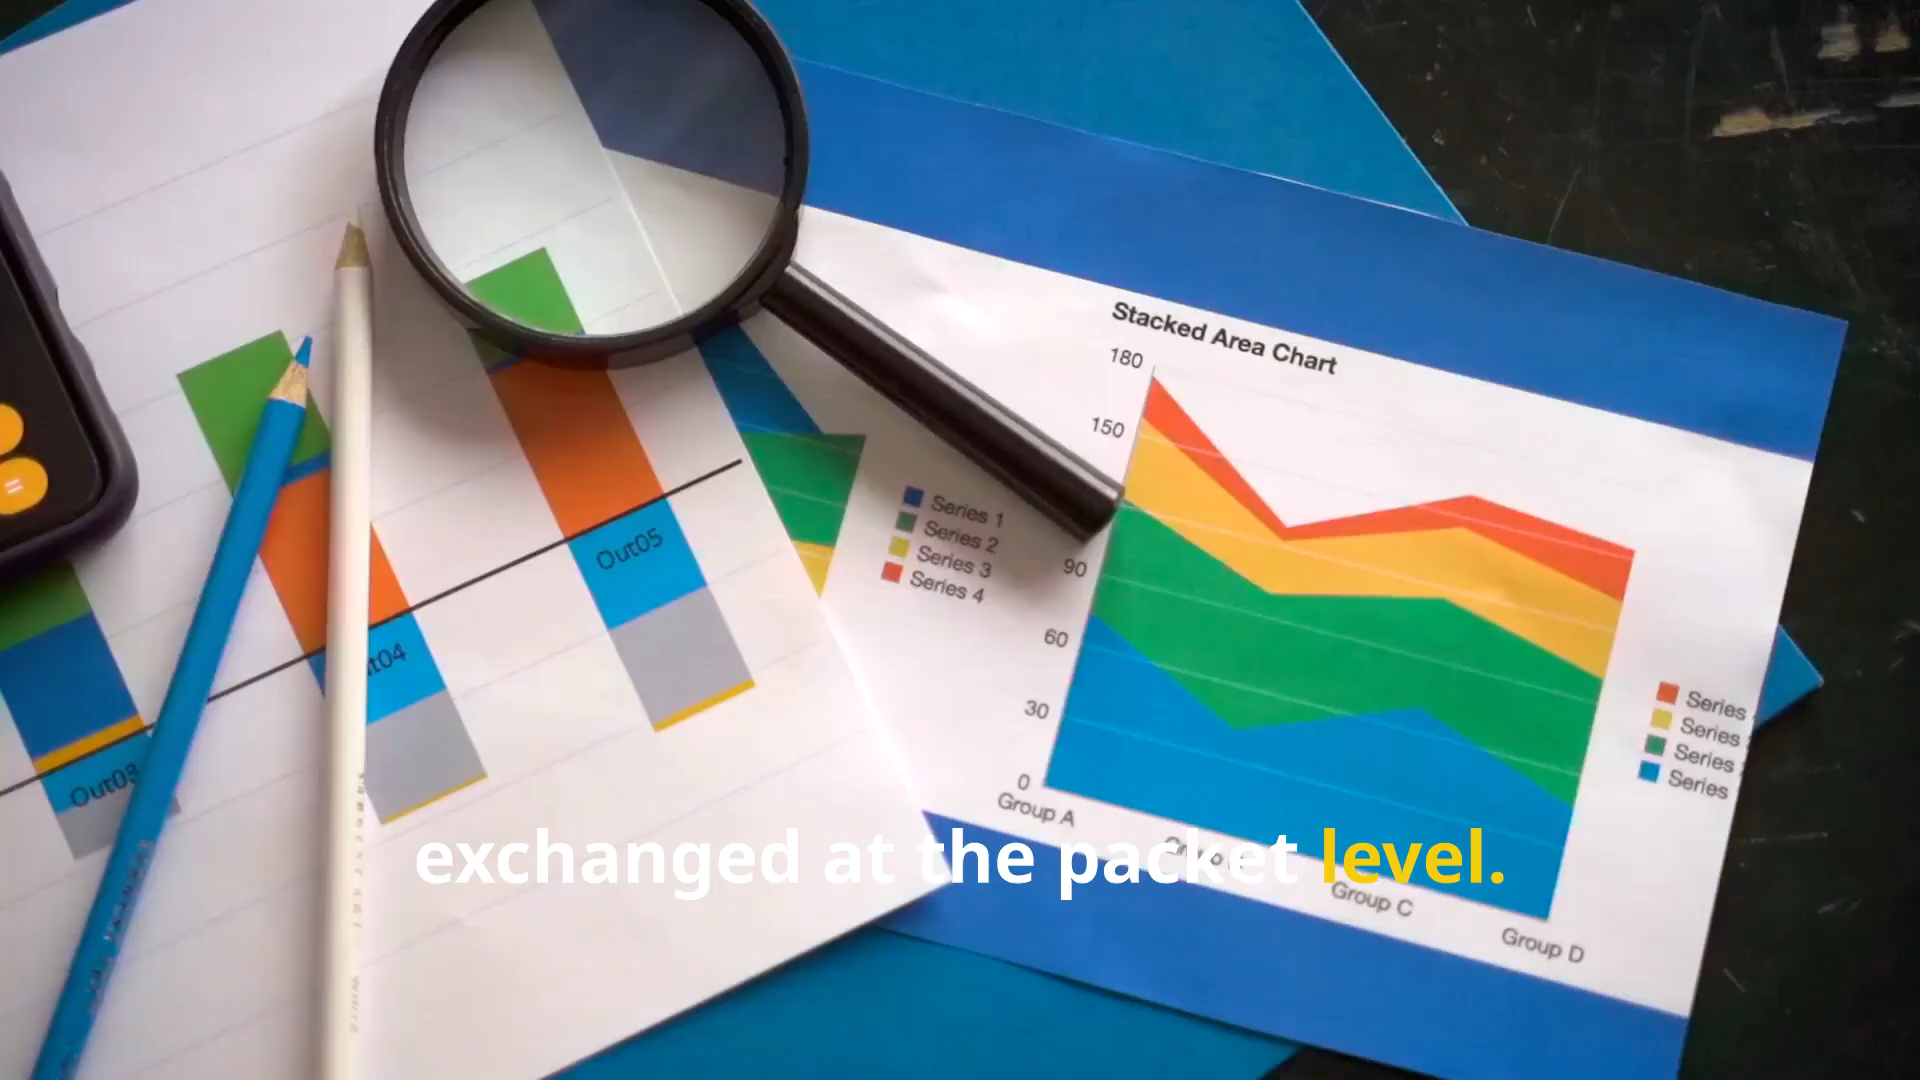 Stacked Area Chart
180
150
90
60
30
0
Series 1
Series 2
Series 3
Series 4
Out05
t04
Out03
Series
Series
Series
Series
Group A
Group C
Group D
exchanged at the packet level.